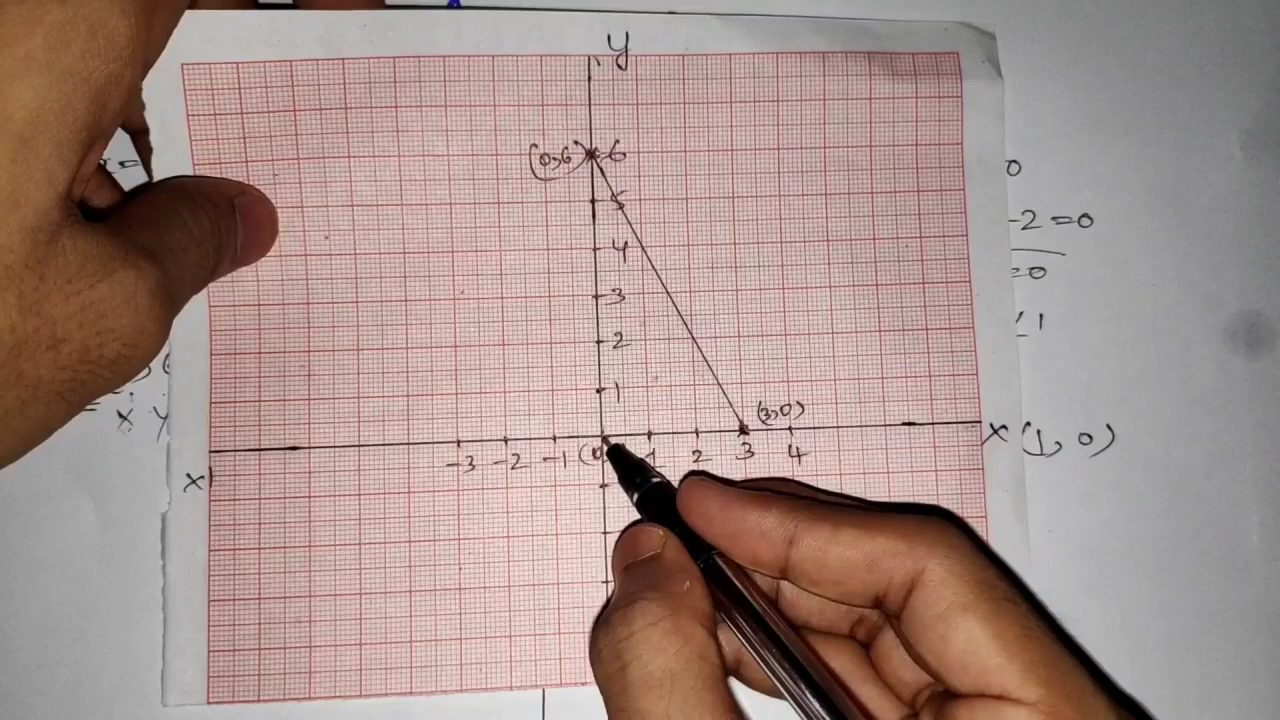 y
(0,6) 6
5
4
3
2
1
(3,0)
-3 -2 -1 (0 1 2 3 4
x (1, 0)
x'
0
-2 =0
=0
x y